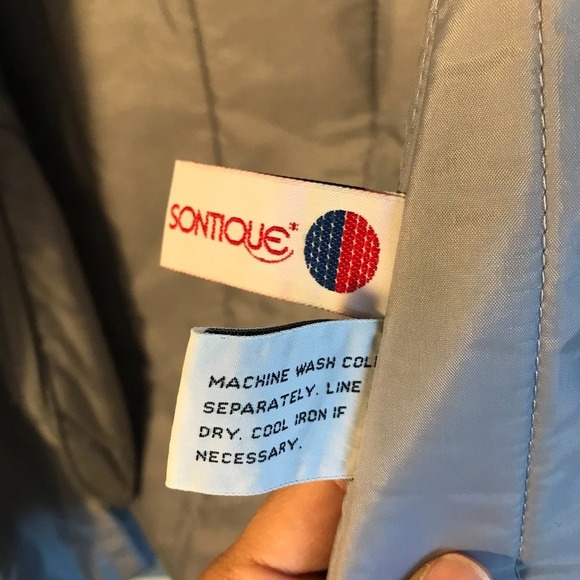 SONTIQUE*
MACHINE WASH COL
SEPARATELY. LINE
DRY. COOL IRON IF
NECESSARY.